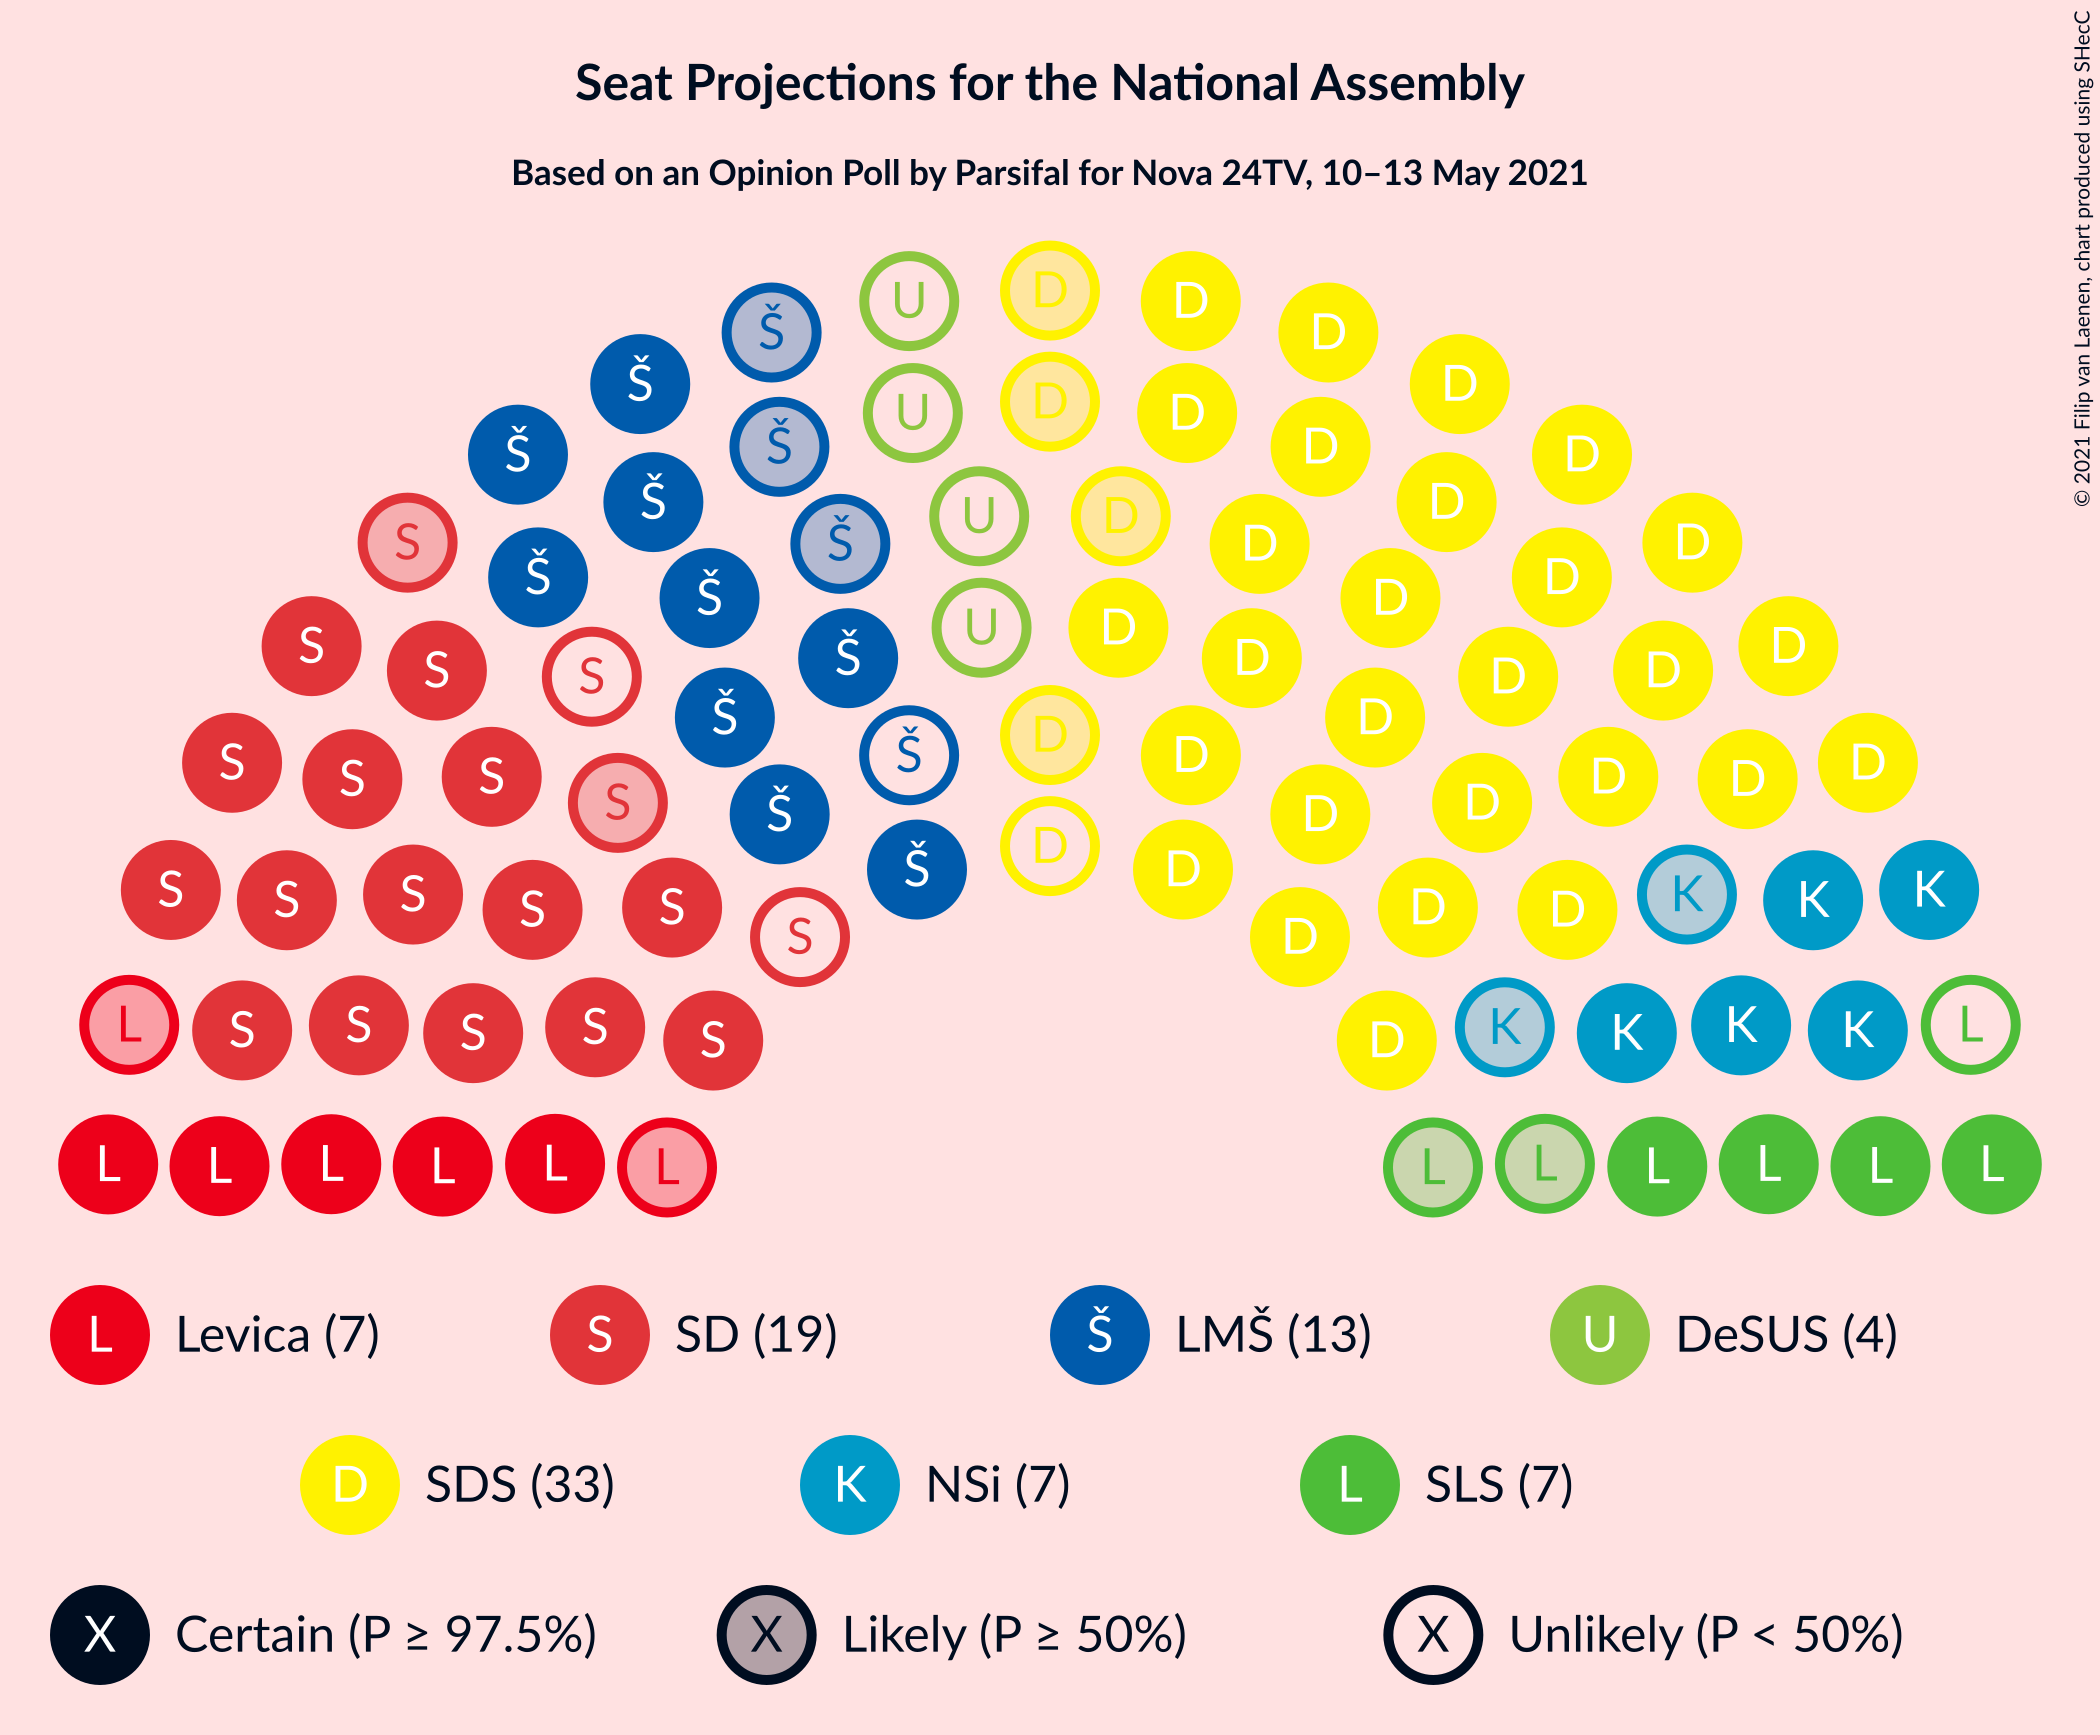 Seat Projections for the National Assembly
Based on an Opinion Poll by Parsifal for Nova 24TV, 10–13 May 2021
© 2021 Filip van Laenen, chart produced using SHecC
U D D
Š D
Š U D D D
Š Š D D
Š Š U D D D
S Š D D
Š Š D D
S Š U D D D
S S Š D D D
Š D
S S S Š D D D D D
S Š D D
S S S S S Š D D D D K K K
S D
L S S S S S D K K K K L
L L L L L L L L L L L L
L Levica (7) S SD (19) Š LMŠ (13) U DeSUS (4)
D SDS (33) K NSi (7) L SLS (7)
X Certain (P ≥ 97.5%) X Likely (P ≥ 50%) X Unlikely (P < 50%)